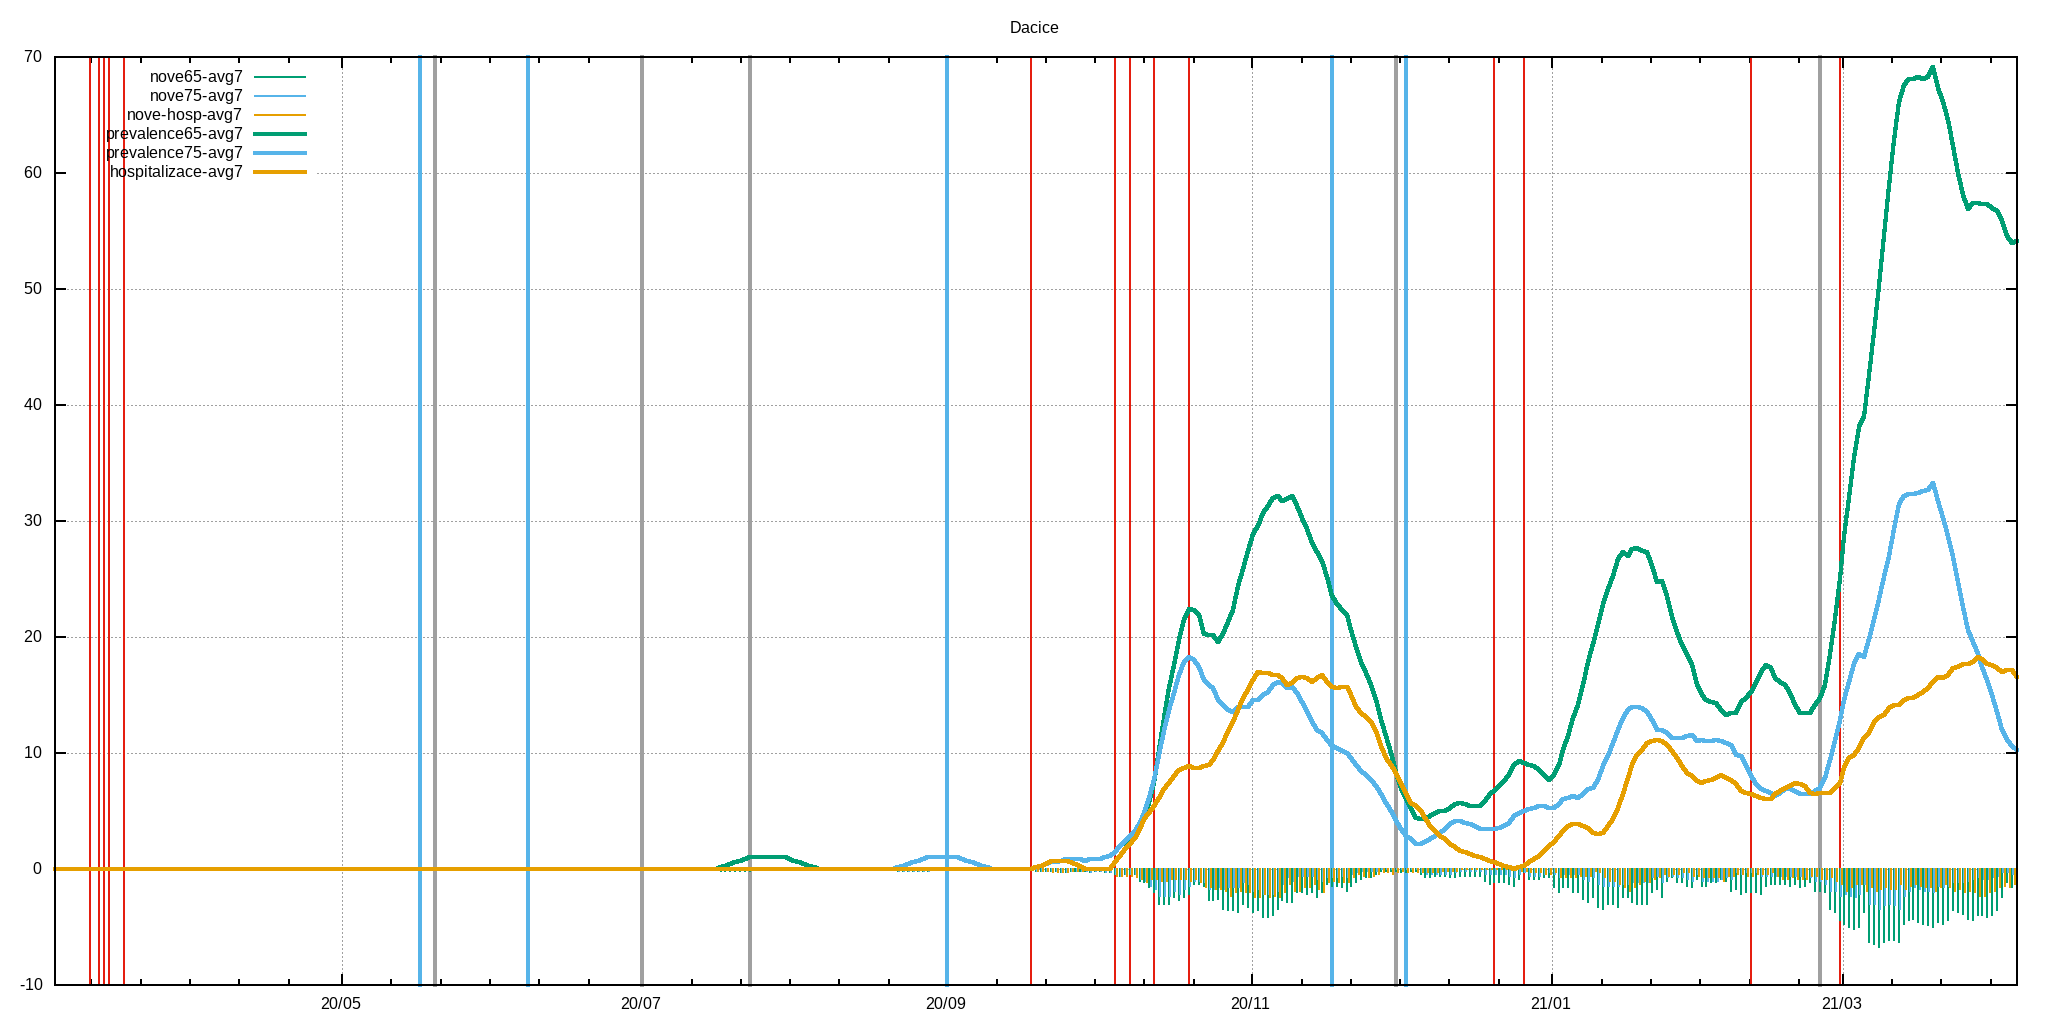 Dacice
70
nove65-avg7
nove75-avg7
nove-hosp-avg7
prevalence65-avg7
prevalence75-avg7
hospitalizace-avg7
60
50
40
30
20
10
0
-10
20/05 20/07 20/09 20/11 21/01 21/03